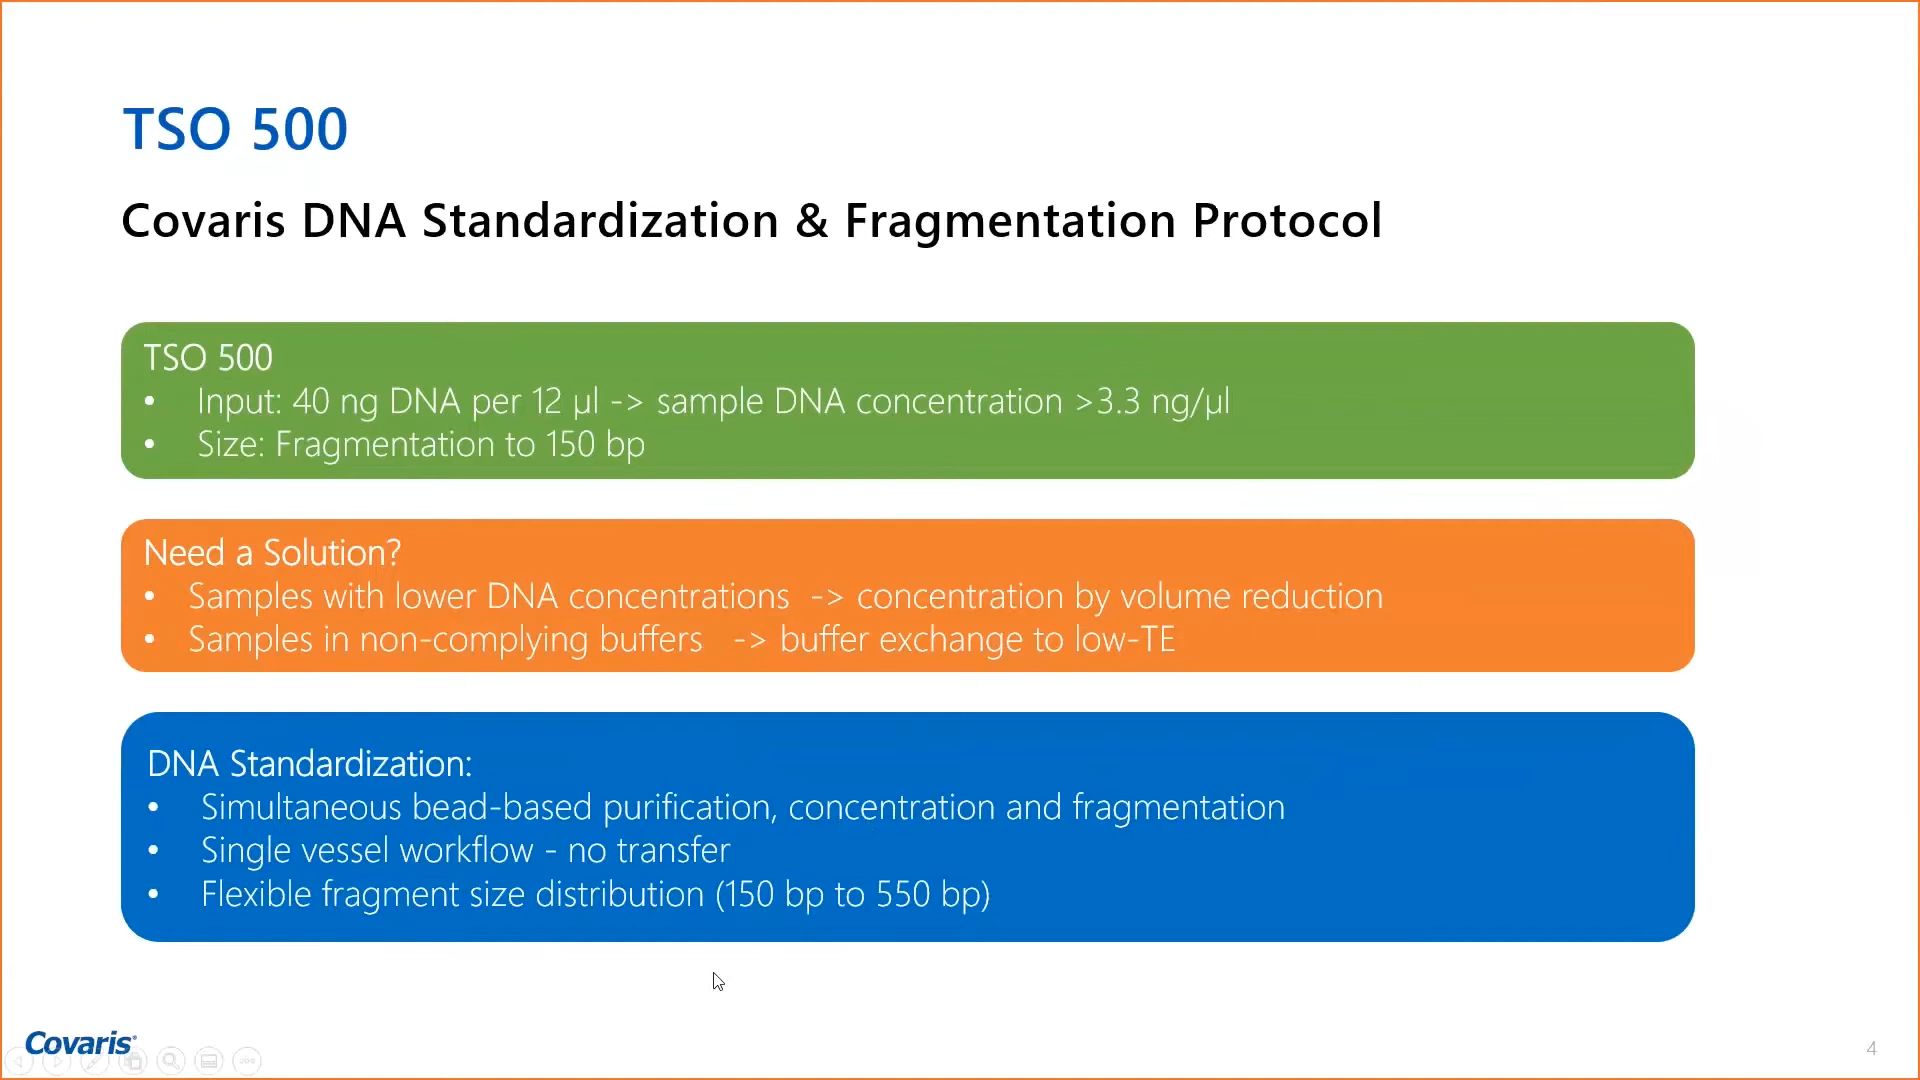 TSO 500
Covaris DNA Standardization & Fragmentation Protocol
TSO 500
• Input: 40 ng DNA per 12 µl -> sample DNA concentration >3.3 ng/µl
• Size: Fragmentation to 150 bp
Need a Solution?
• Samples with lower DNA concentrations -> concentration by volume reduction
• Samples in non-complying buffers -> buffer exchange to low-TE
DNA Standardization:
• Simultaneous bead-based purification, concentration and fragmentation
• Single vessel workflow - no transfer
• Flexible fragment size distribution (150 bp to 550 bp)
Covaris®
4